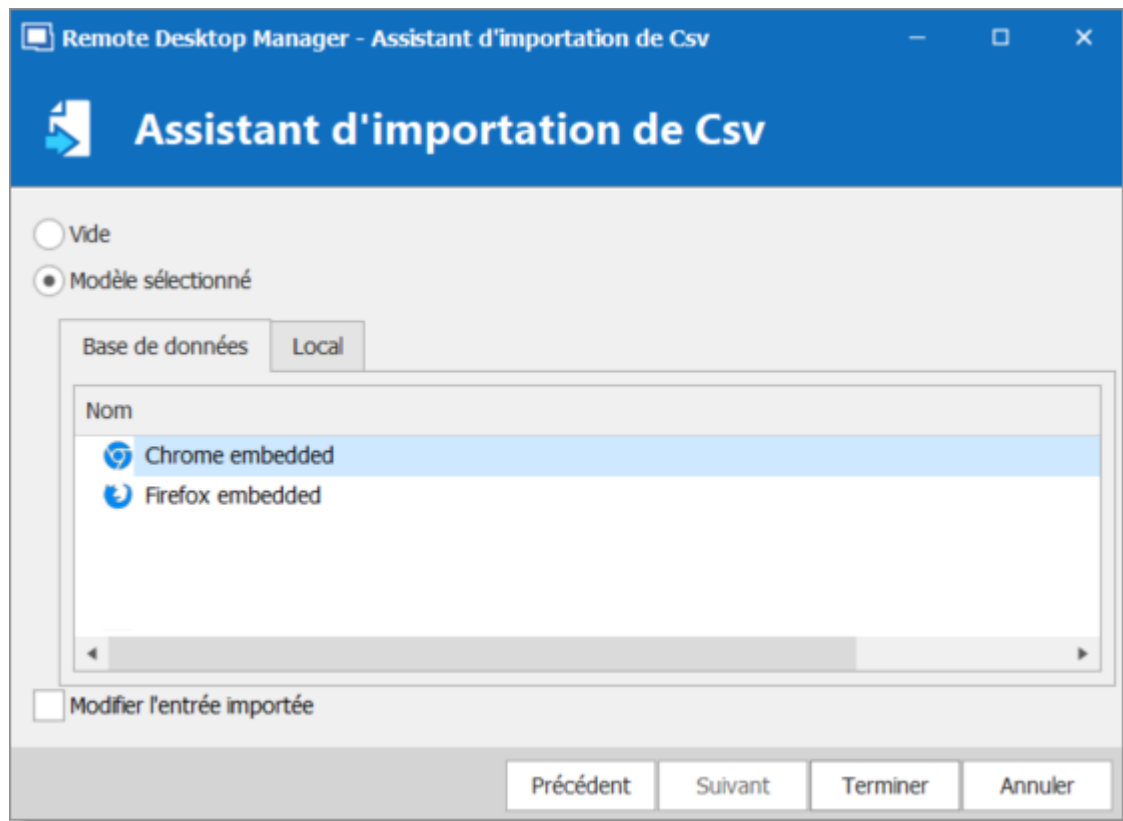 Remote Desktop Manager - Assistant d'importation de Csv
Assistant d'importation de Csv
Vide
Modèle sélectionné
Base de données Local
Nom
Chrome embedded
Firefox embedded
Modifier l'entrée importée
Précédent Suivant Terminer Annuler